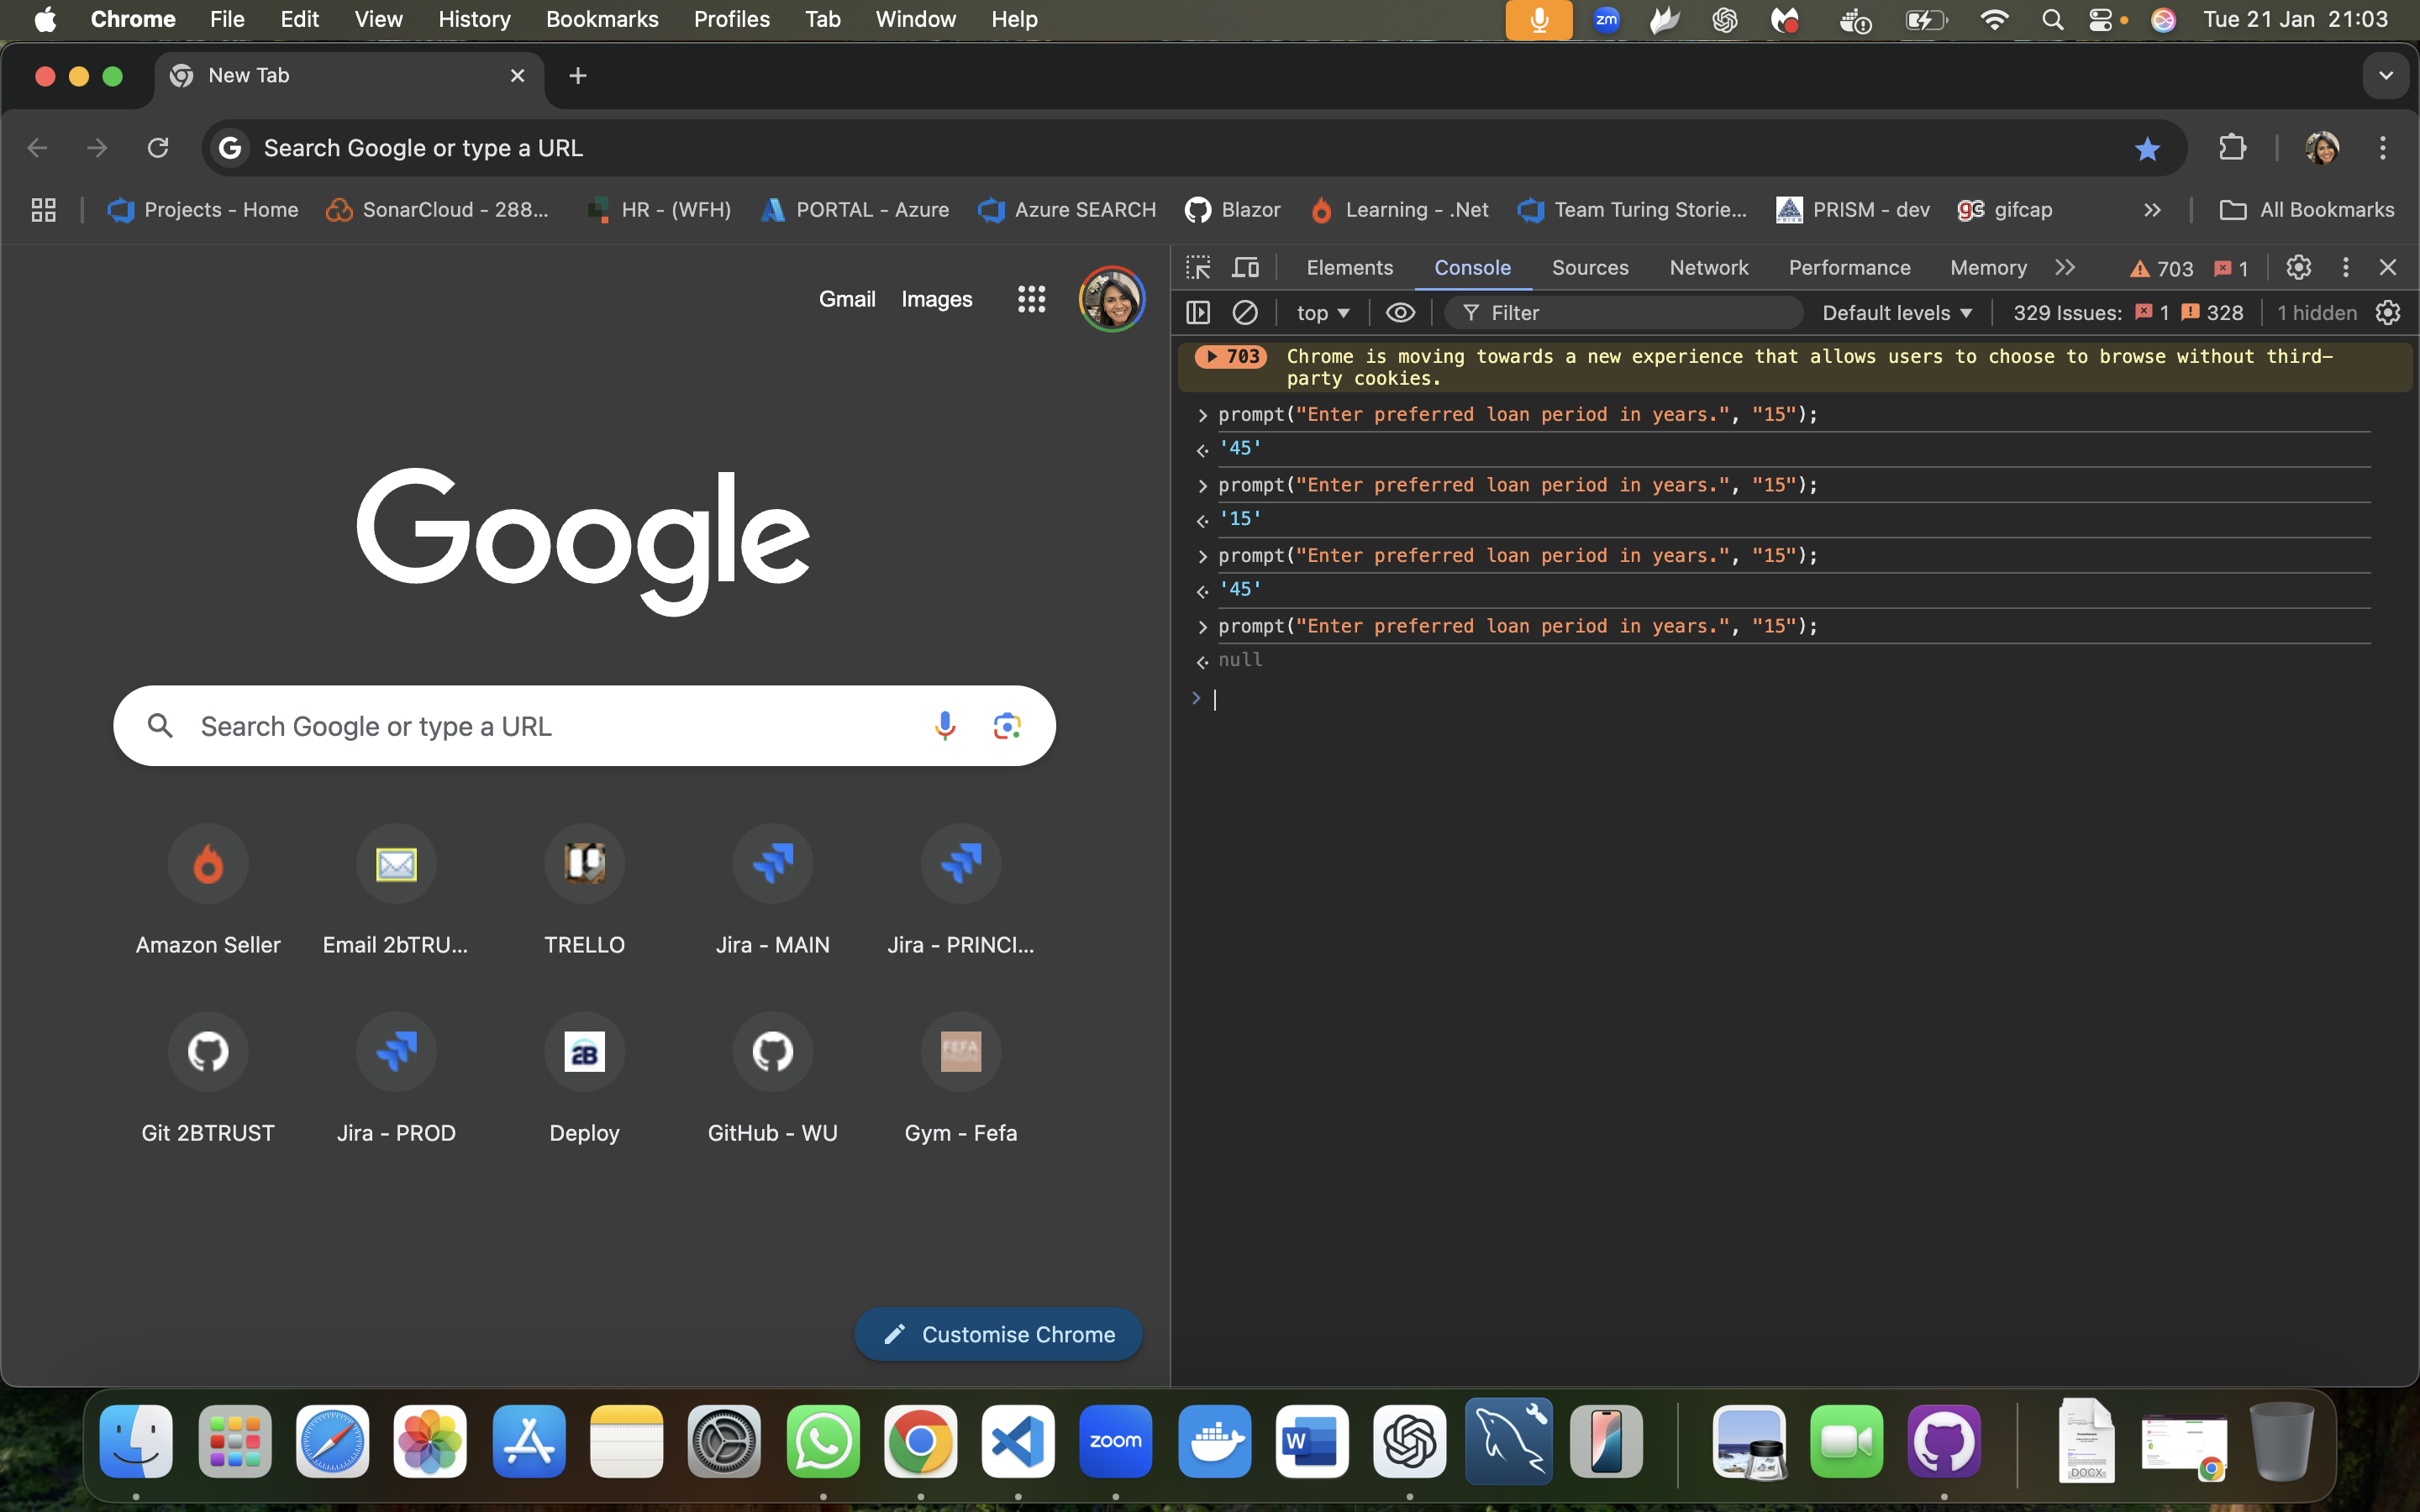 Chrome File Edit View History Bookmarks Profiles Tab Window Help zm Tue 21 Jan 21:03
New Tab
Search Google or type a URL
Projects - Home SonarCloud - 288... HR - (WFH) PORTAL - Azure Azure SEARCH Blazor Learning - .Net Team Turing Storie... PRISM - dev gifcap All Bookmarks
Gmail Images
Elements Console Sources Network Performance Memory 703 1
top Filter Default levels 329 Issues: 1 328 1 hidden
703 Chrome is moving towards a new experience that allows users to choose to browse without third-
party cookies.
prompt("Enter preferred loan period in years.", "15");
'45'
prompt("Enter preferred loan period in years.", "15");
'15'
prompt("Enter preferred loan period in years.", "15");
'45'
prompt("Enter preferred loan period in years.", "15");
null
Google
Search Google or type a URL
Amazon Seller Email 2bTRU... TRELLO Jira - MAIN Jira - PRINCI...
2B FEFA
Git 2BTRUST Jira - PROD Deploy GitHub - WU Gym - Fefa
Customise Chrome
zoom W DOCX